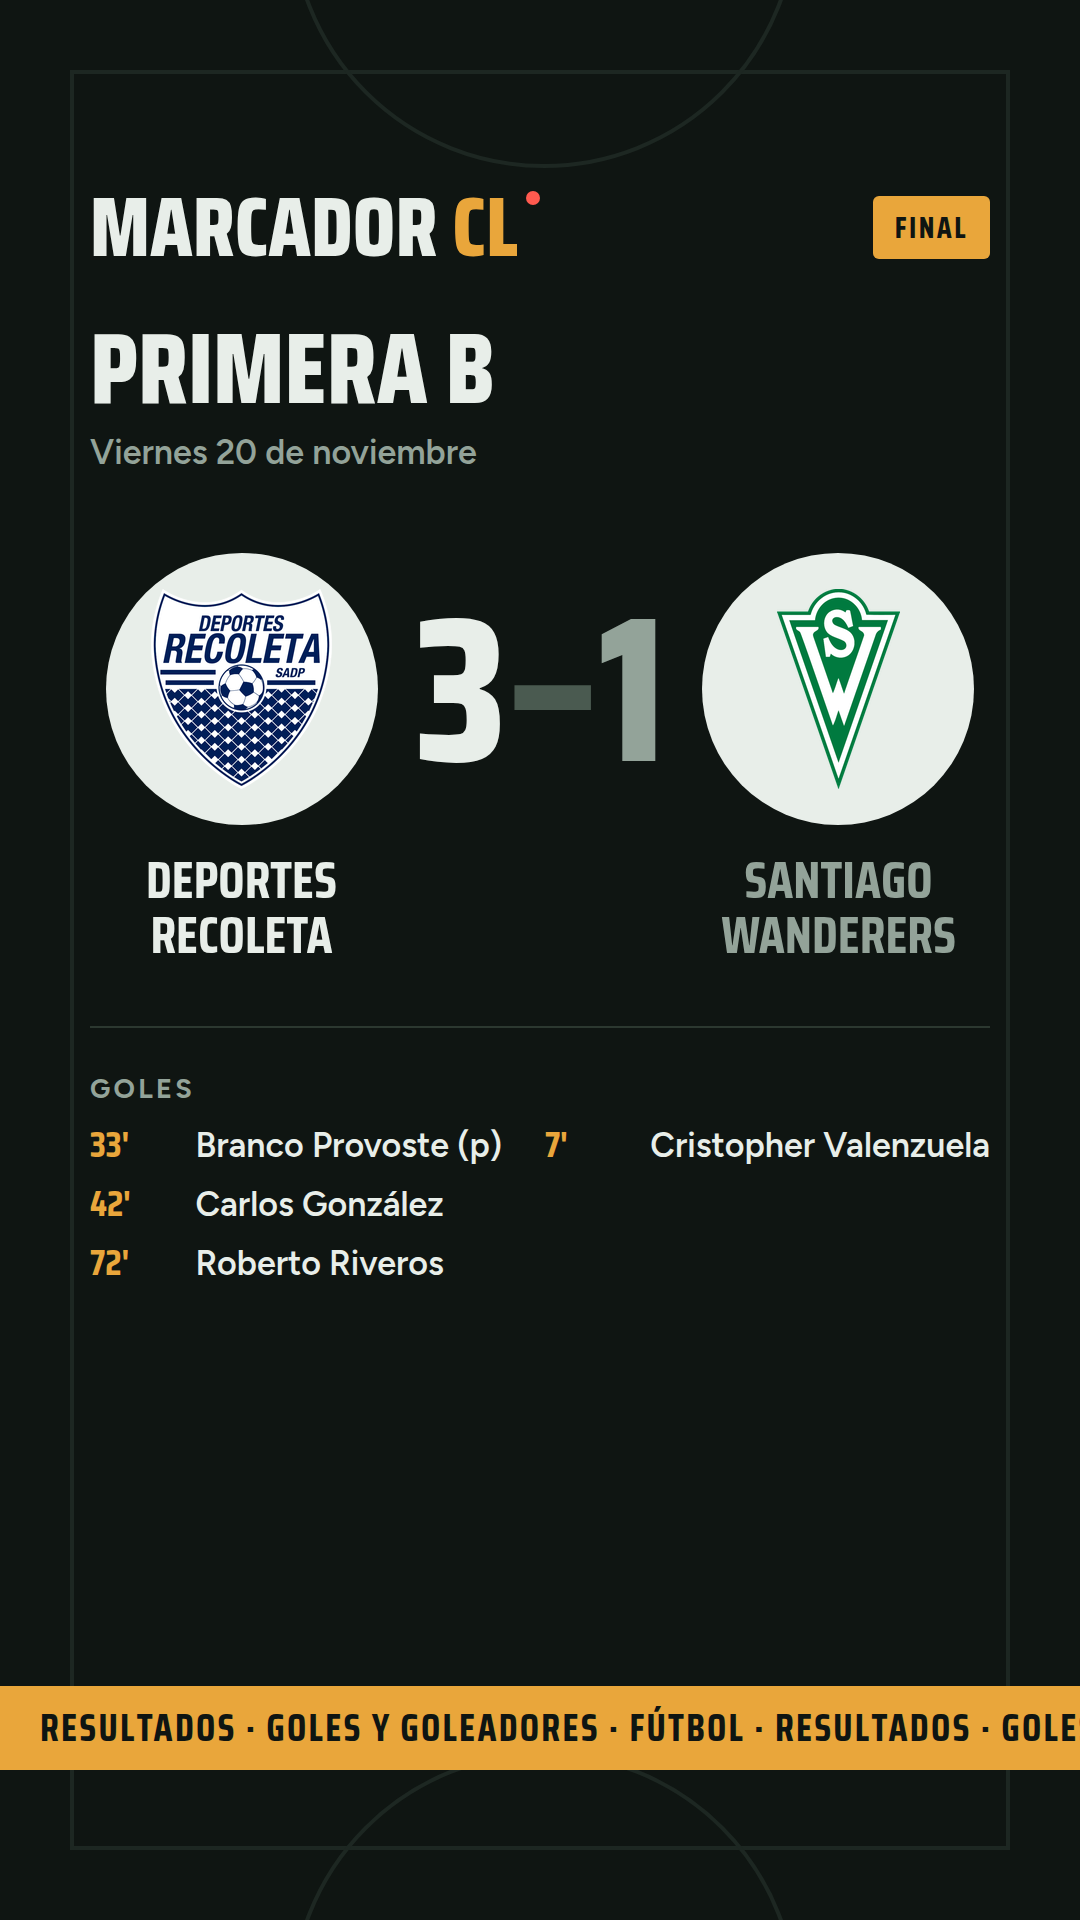 MARCADOR CL
FINAL
PRIMERA B
Viernes 20 de noviembre
DEPORTES
RECOLETA
SADP
3–1
S
W
DEPORTES
RECOLETA
SANTIAGO
WANDERERS
GOLES
33' Branco Provoste (p)
7' Cristopher Valenzuela
42' Carlos González
72' Roberto Riveros
RESULTADOS · GOLES Y GOLEADORES · FÚTBOL · RESULTADOS · GOLES